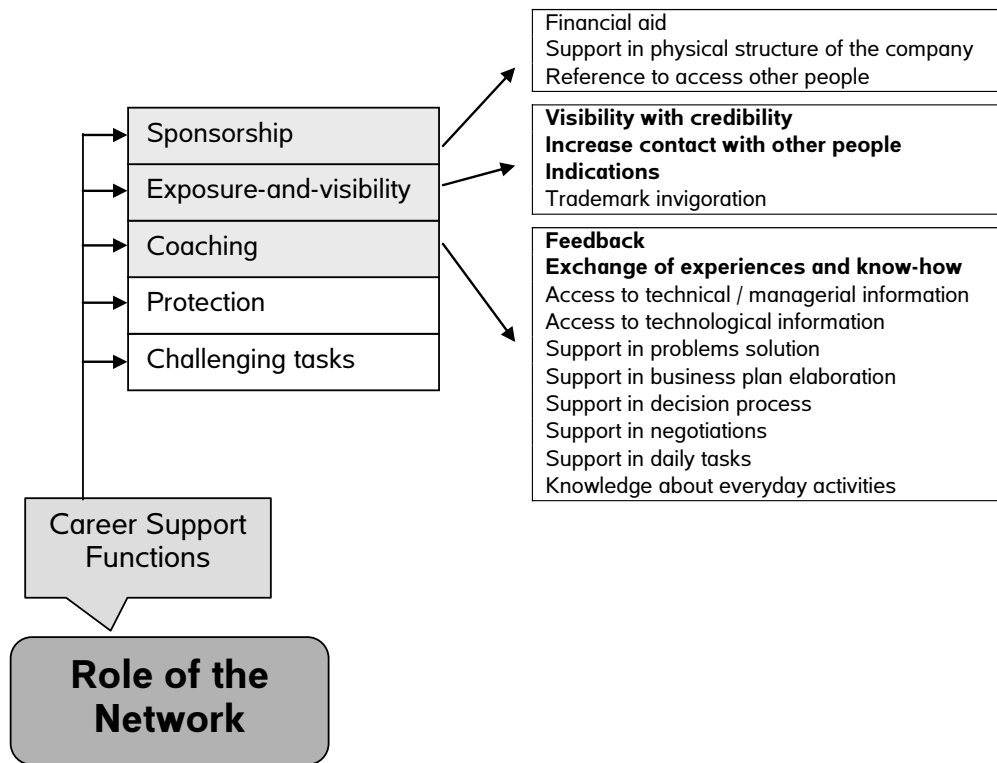 Financial aid
Support in physical structure of the company
Reference to access other people
Sponsorship
Exposure-and-visibility
Coaching
Protection
Challenging tasks
Visibility with credibility
Increase contact with other people
Indications
Trademark invigoration
Feedback
Exchange of experiences and know-how
Access to technical / managerial information
Access to technological information
Support in problems solution
Support in business plan elaboration
Support in decision process
Support in negotiations
Support in daily tasks
Knowledge about everyday activities
Career Support
Functions
Role of the
Network